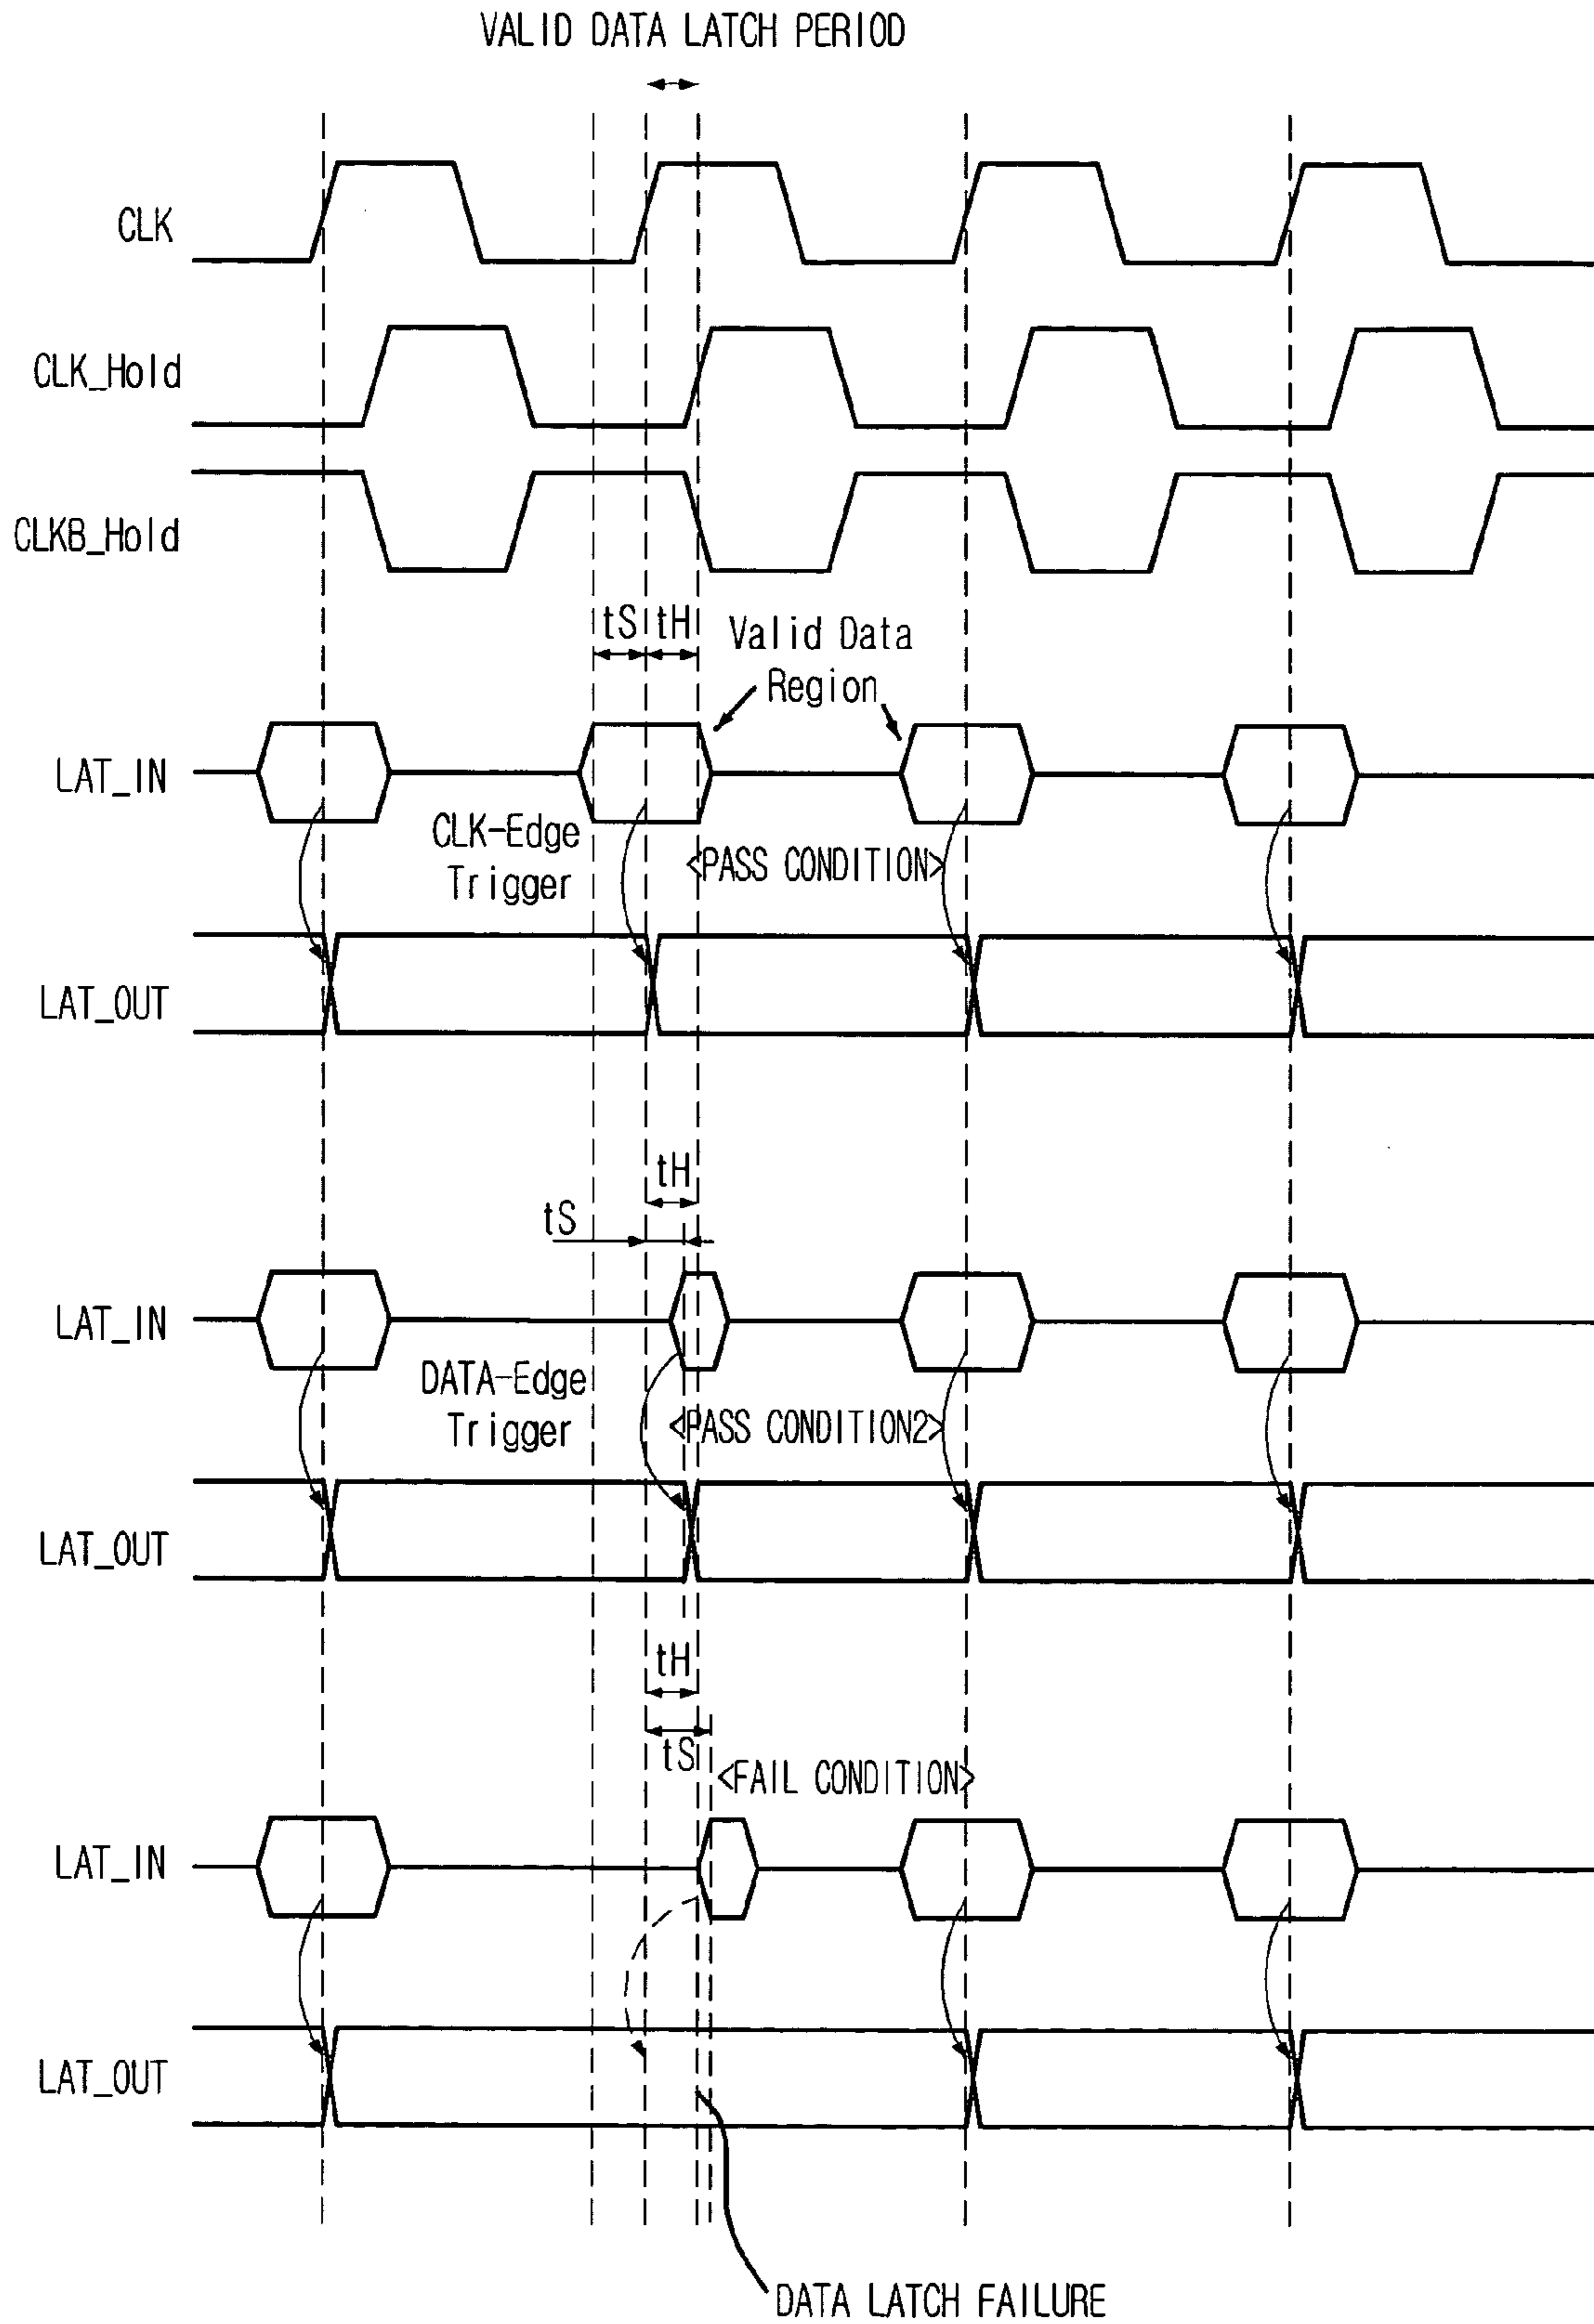 VALID DATA LATCH PERIOD
CLK
CLK_Hold
CLKB_Hold
tS tH
Valid Data
Region
LAT_IN
CLK-Edge
Trigger
<PASS CONDITION>
LAT_OUT
tH
tS
LAT_IN
DATA-Edge
Trigger
<PASS CONDITION2>
LAT_OUT
tH
tS
<FAIL CONDITION>
LAT_IN
LAT_OUT
DATA LATCH FAILURE